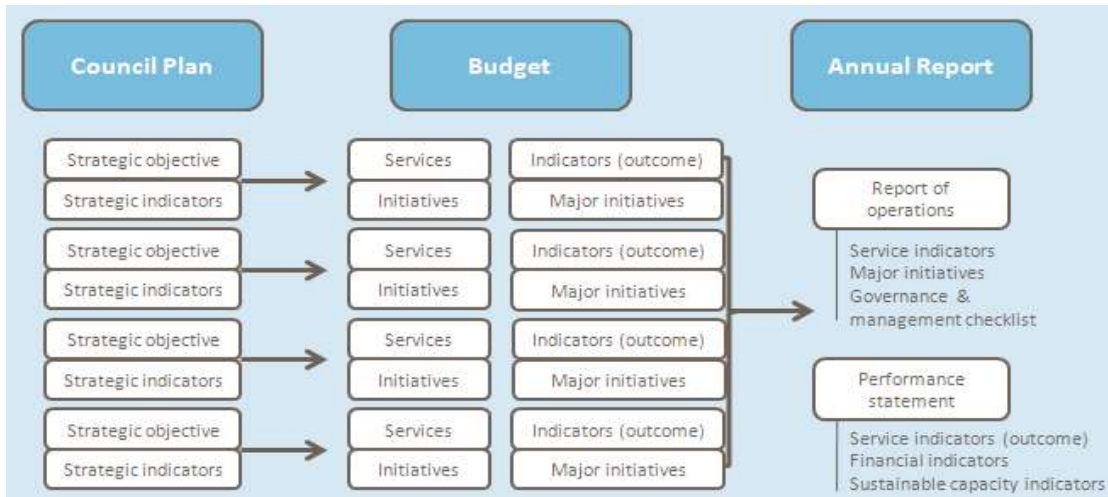 Council Plan
Budget
Annual Report
Strategic objective
Strategic indicators
Services
Initiatives
Indicators (outcome)
Major initiatives
Strategic objective
Strategic indicators
Services
Initiatives
Indicators (outcome)
Major initiatives
Strategic objective
Strategic indicators
Services
Initiatives
Indicators (outcome)
Major initiatives
Strategic objective
Strategic indicators
Services
Initiatives
Indicators (outcome)
Major initiatives
Report of
operations
Service indicators
Major initiatives
Governance &
management checklist
Performance
statement
Service indicators (outcome)
Financial indicators
Sustainable capacity indicators